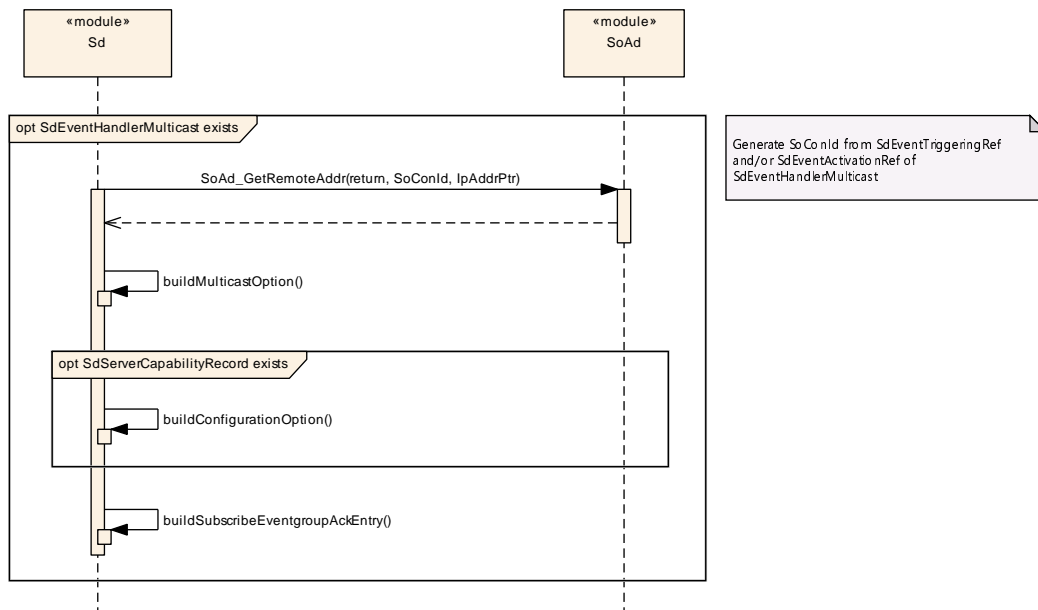 «module»
Sd
«module»
SoAd
opt SdEventHandlerMulticast exists
Generate SoConId from SdEventTriggeringRef
and/or SdEventActivationRef of
SdEventHandlerMulticast
SoAd_GetRemoteAddr(return, SoConId, IpAddrPtr)
buildMulticastOption()
opt SdServerCapabilityRecord exists
buildConfigurationOption()
buildSubscribeEventgroupAckEntry()